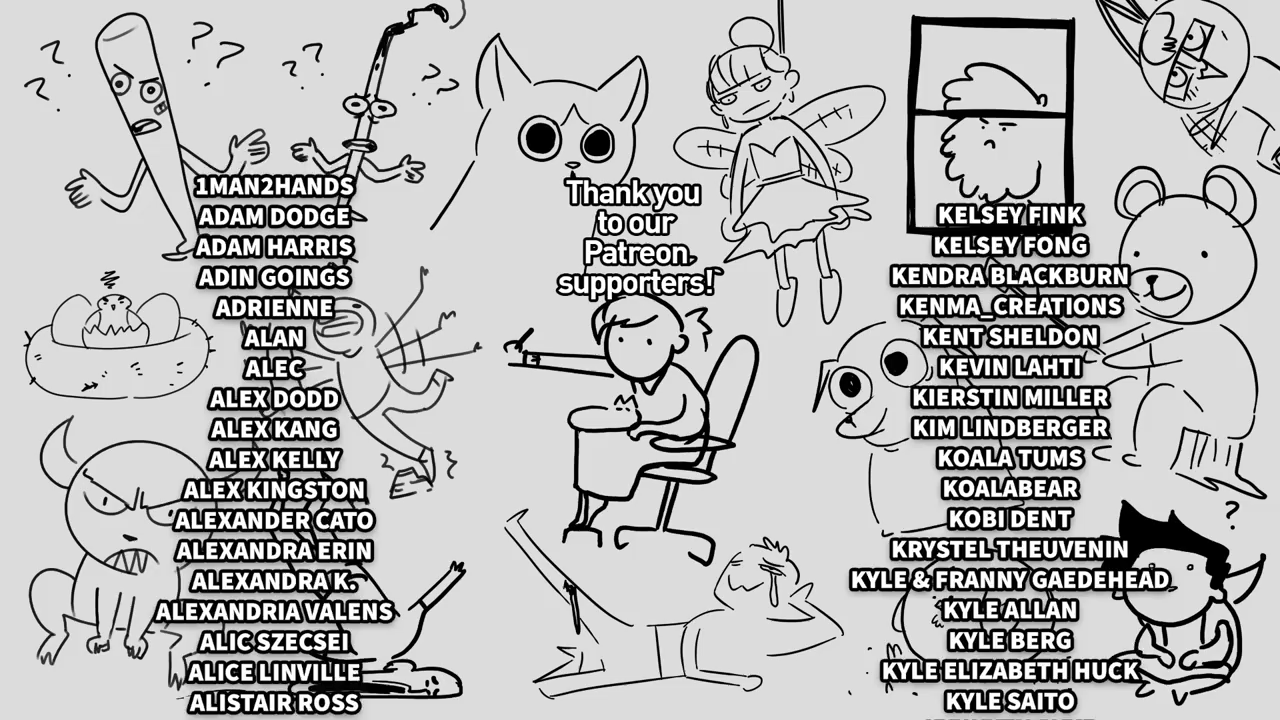 1MAN2HANDS
ADAM DODGE
ADAM HARRIS
ADIN GOINGS
ADRIENNE
ALAN
ALEC
ALEX DODD
ALEX KANG
ALEX KELLY
ALEX KINGSTON
ALEXANDER CATO
ALEXANDRA ERIN
ALEXANDRA K.
ALEXANDRIA VALENS
ALIC SZECSEI
ALICE LINVILLE
ALISTAIR ROSS
Thank you
to our
Patreon
supporters!
KELSEY FINK
KELSEY FONG
KENDRA BLACKBURN
KENMA_CREATIONS
KENT SHELDON
KEVIN LAHTI
KIERSTIN MILLER
KIM LINDBERGER
KOALA TUMS
KOALABEAR
KOBI DENT
KRYSTEL THEUVENIN
KYLE & FRANNY GAEDEHEAD
KYLE ALLAN
KYLE BERG
KYLE ELIZABETH HUCK
KYLE SAITO